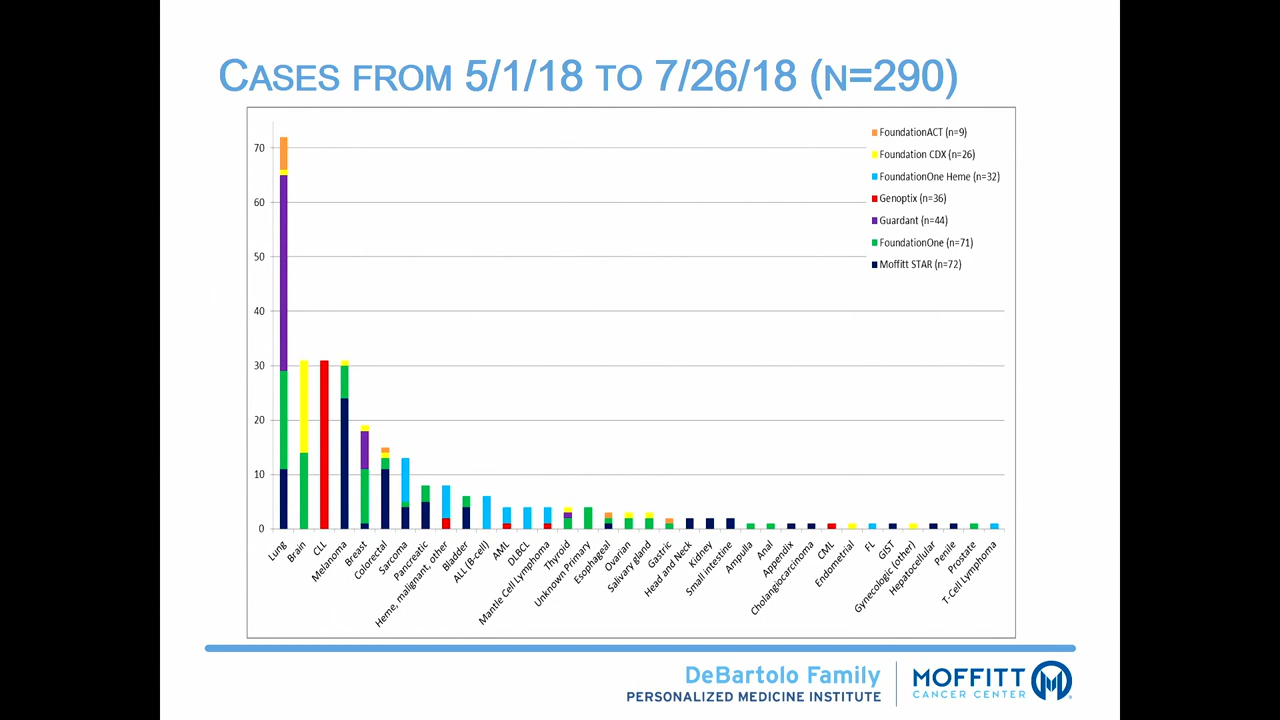 CASES FROM 5/1/18 TO 7/26/18 (N=290)
70
60
50
40
30
20
10
0
FoundationACT (n=9)
Foundation CDX (n=26)
FoundationOne Heme (n=32)
Genoptix (n=36)
Guardant (n=44)
FoundationOne (n=71)
Moffitt STAR (n=72)
Lung
Brain
CLL
Melanoma
Breast
Colorectal
Sarcoma
Pancreatic
Heme, malignant, other
Bladder
ALL (B-cell)
AML
DLBCL
Mantle Cell Lymphoma
Thyroid
Unknown Primary
Esophageal
Ovarian
Salivary gland
Gastric
Head and Neck
Kidney
Small intestine
Ampulla
Anal
Appendix
Cholangiocarcinoma
CML
Endometrial
FL
GIST
Gynecologic (other)
Hepatocellular
Penile
Prostate
T-Cell Lymphoma
DeBartolo Family
PERSONALIZED MEDICINE INSTITUTE
MOFFITT
CANCER CENTER